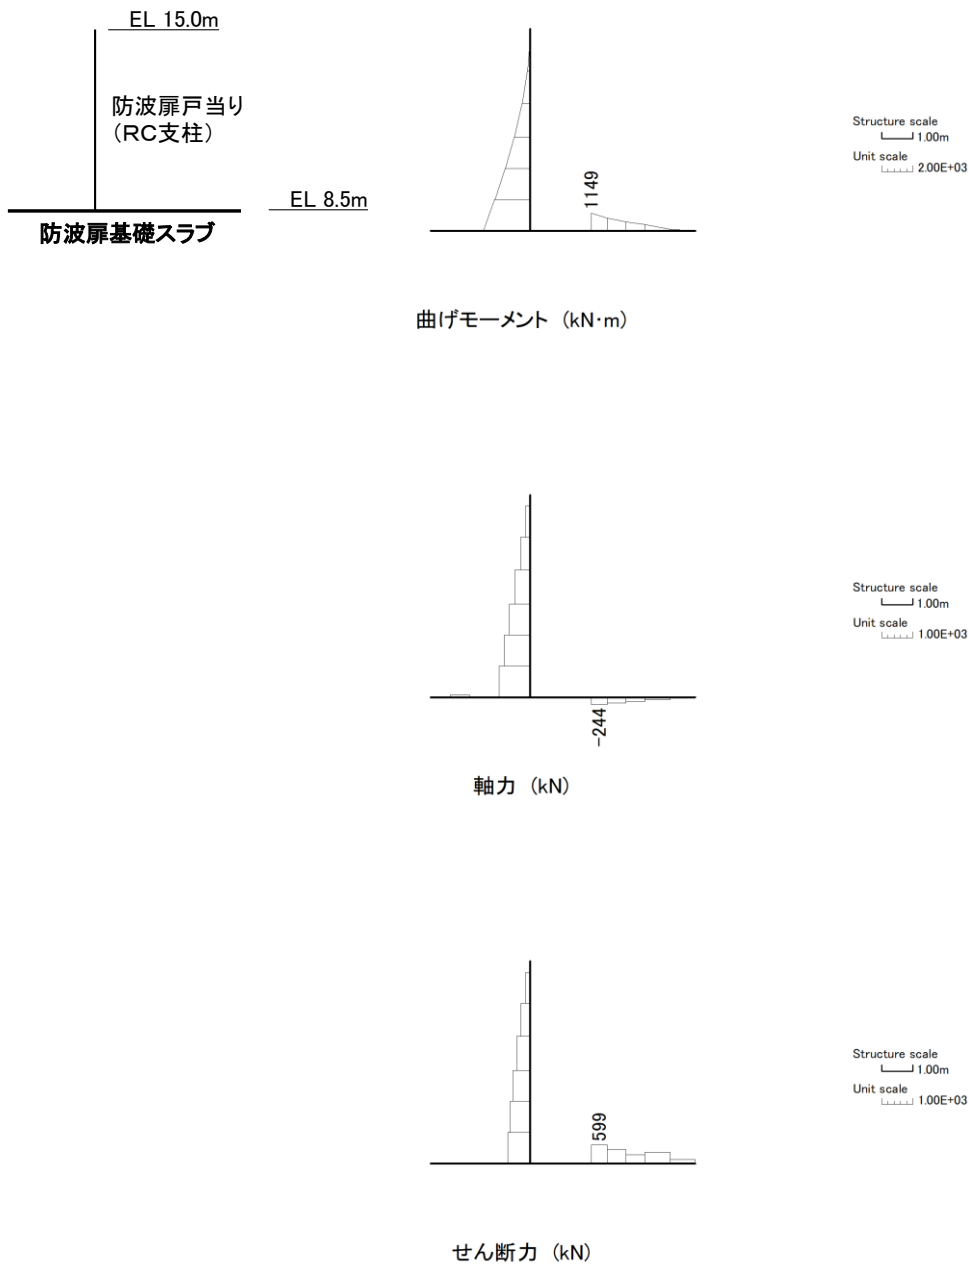 EL 15.0m
防波扉戸当り
（RC支柱）
EL 8.5m
防波扉基礎スラブ
1149
Structure scale
1.00m
Unit scale
2.00E+03
曲げモーメント （kN·m）
-244
Structure scale
1.00m
Unit scale
1.00E+03
軸力 （kN）
599
Structure scale
1.00m
Unit scale
1.00E+03
せん断力 （kN）